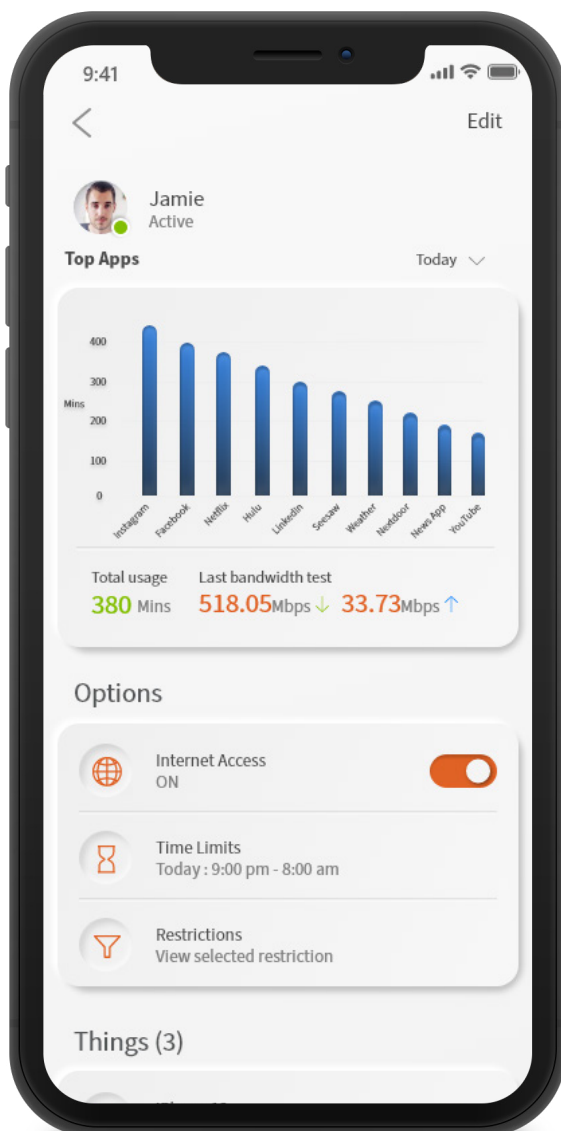 9:41
Edit
Jamie
Active
Top Apps
Today
400
300
Mins
200
100
0
Instagram Facebook Netflix Hulu LinkedIn Seesaw Weather Nextdoor News App YouTube
Total usage Last bandwidth test
380 Mins 518.05Mbps ↓ 33.73Mbps ↑
Options
Internet Access
ON
Time Limits
Today : 9:00 pm - 8:00 am
Restrictions
View selected restriction
Things (3)